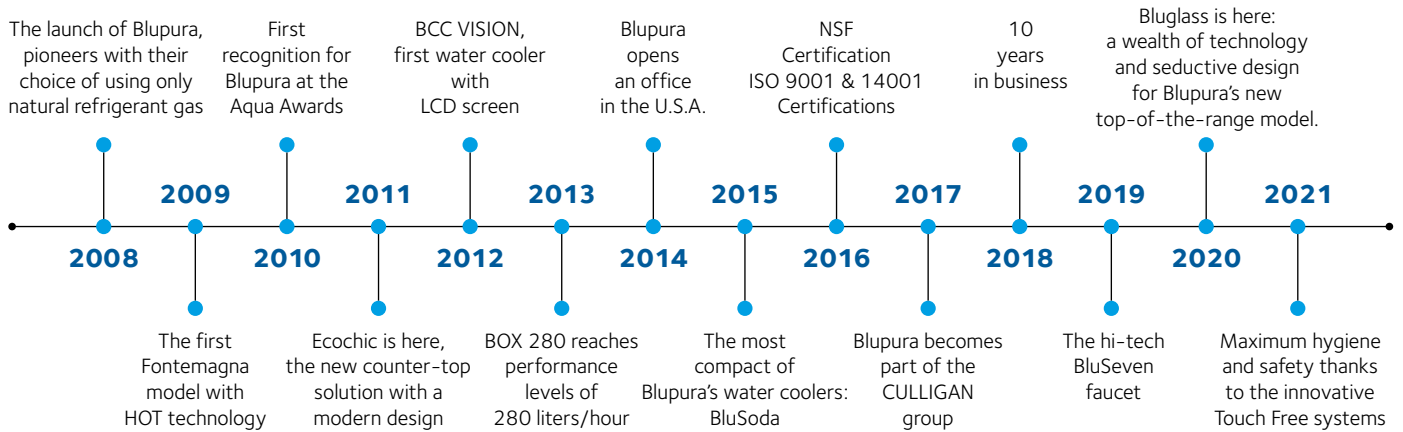 The launch of Blupura,
pioneers with their
choice of using only
natural refrigerant gas
First
recognition for
Blupura at the
Aqua Awards
BCC VISION,
first water cooler
with
LCD screen
Blupura
opens
an office
in the U.S.A.
NSF
Certification
ISO 9001 & 14001
Certifications
10
years
in business
Bluglass is here:
a wealth of technology
and seductive design
for Blupura's new
top-of-the-range model.
2009
2011
2013
2015
2017
2019
2021
2008
2010
2012
2014
2016
2018
2020
The first
Fontemagna
model with
HOT technology
Ecochic is here,
the new counter-top
solution with a
modern design
BOX 280 reaches
performance
levels of
280 liters/hour
The most
compact of
Blupura's water coolers:
BluSoda
Blupura becomes
part of the
CULLIGAN
group
The hi-tech
BluSeven
faucet
Maximum hygiene
and safety thanks
to the innovative
Touch Free systems